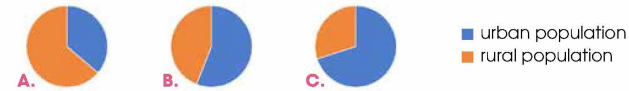 urban population
rural population
A. B. C.